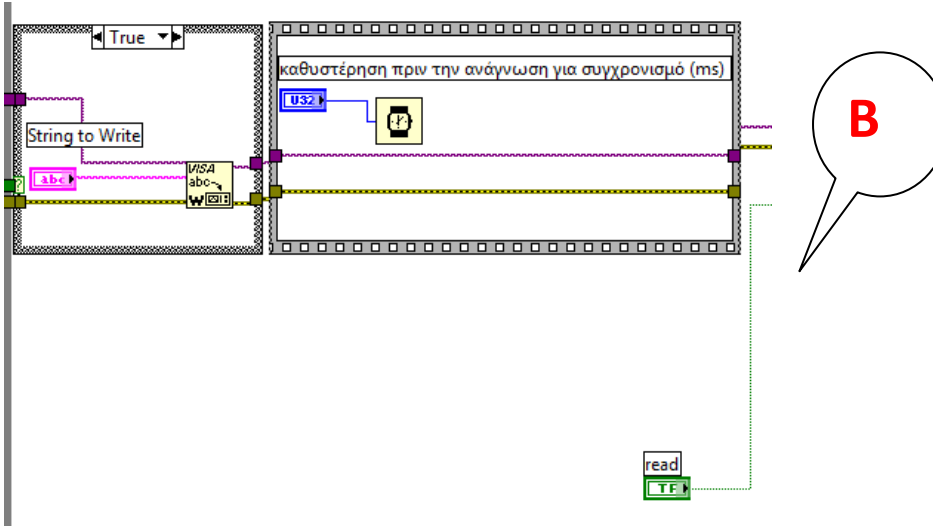 True
καθυστέρηση πριν την ανάγνωση για συγχρονισμό (ms)
U32
B
String to Write
abc
VISA
abc
W
?
read
TF